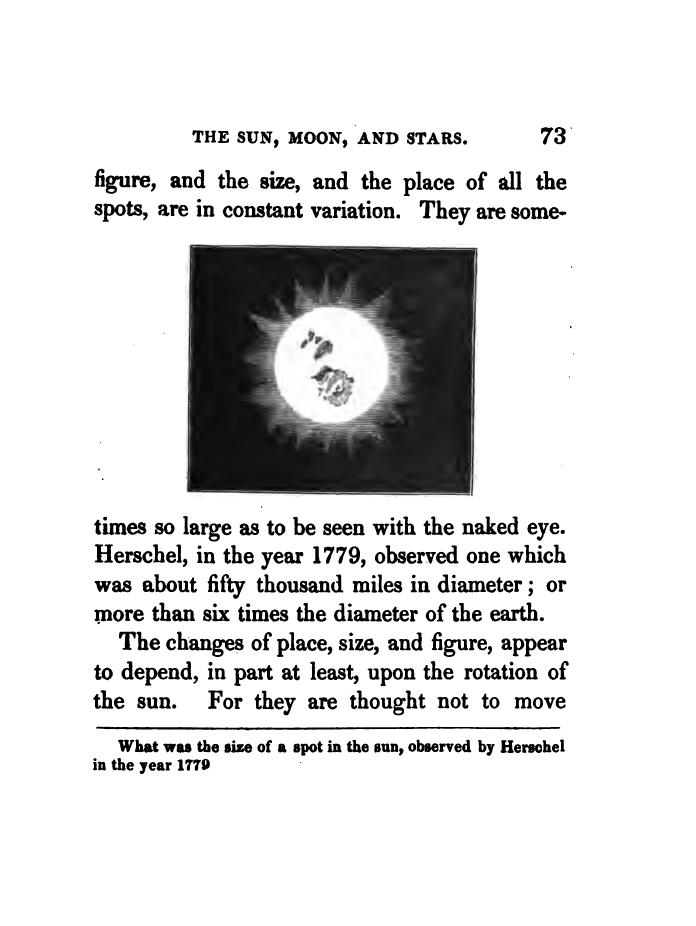 THE SUN, MOON, AND STARS. 73
figure, and the size, and the place of all the
spots, are in constant variation. They are some-
times so large as to be seen with the naked eye.
Herschel, in the year 1779, observed one which
was about fifty thousand miles in diameter; or
more than six times the diameter of the earth.
The changes of place, size, and figure, appear
to depend, in part at least, upon the rotation of
the sun. For they are thought not to move
What was the size of a spot in the sun, observed by Herschel
in the year 1779